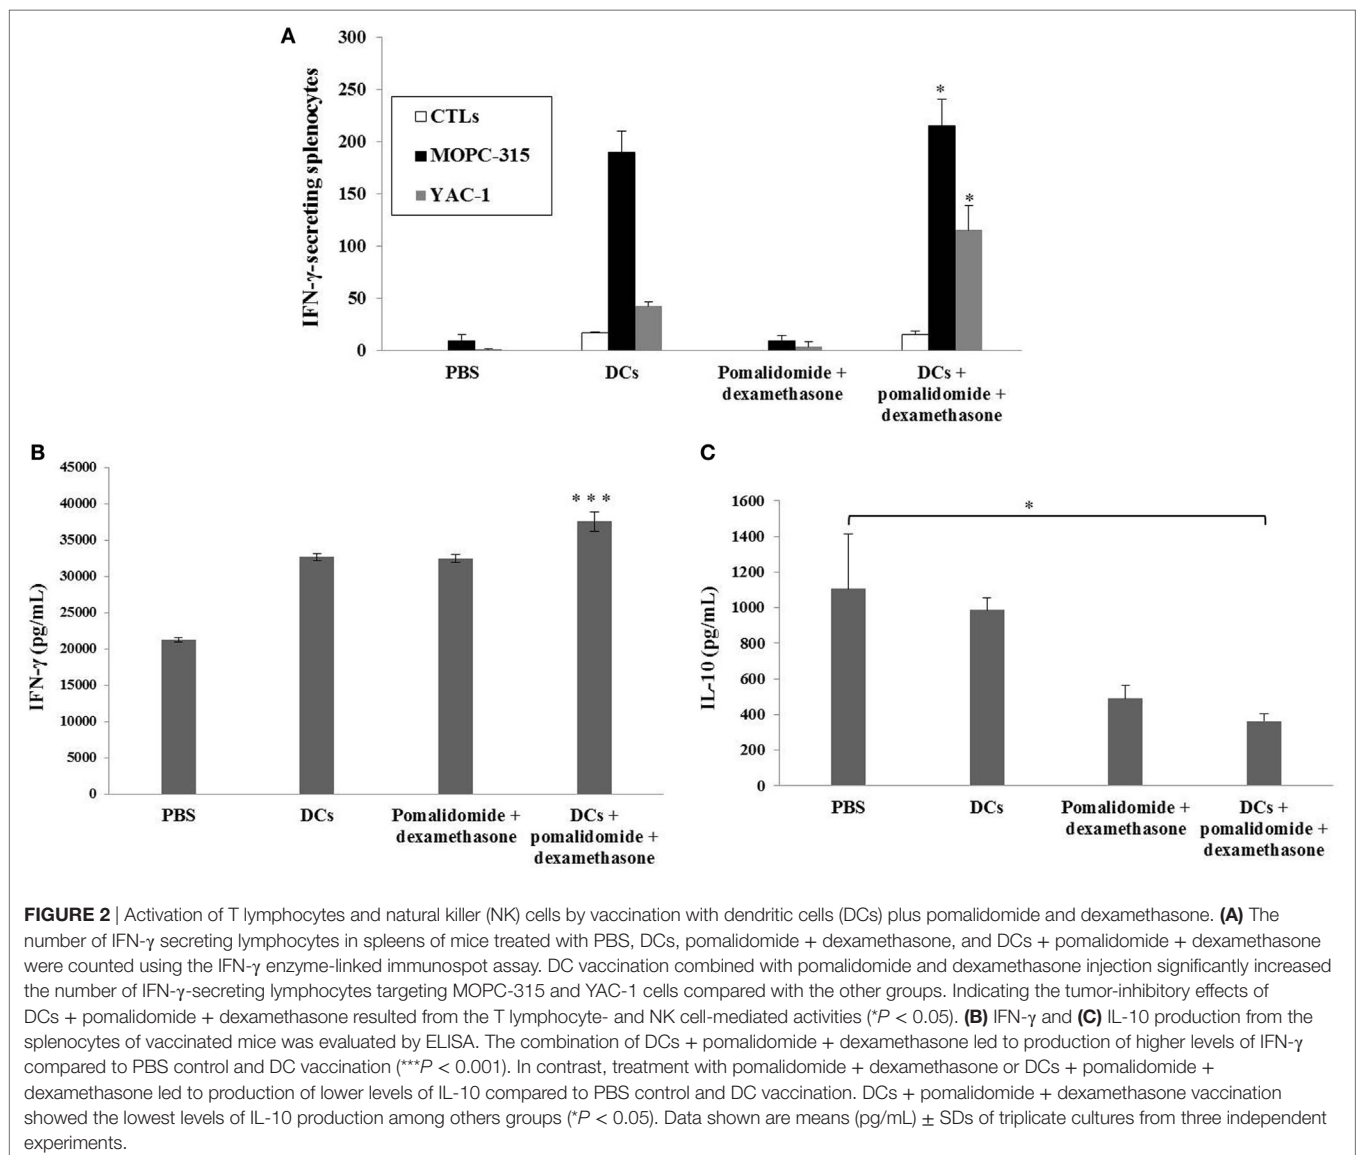 A
300
250
200
150
100
50
0
IFN-γ-secreting splenocytes
CTLs
MOPC-315
YAC-1
*
*
PBS
DCs
Pomalidomide +
dexamethasone
DCs +
pomalidomide +
dexamethasone
B
45000
40000
35000
30000
25000
20000
15000
10000
5000
0
IFN-γ (pg/mL)
* * *
PBS
DCs
Pomalidomide +
dexamethasone
DCs +
pomalidomide +
dexamethasone
C
1600
1400
1200
1000
800
600
400
200
0
IL-10 (pg/mL)
*
PBS
DCs
Pomalidomide +
dexamethasone
DCs +
pomalidomide +
dexamethasone
FIGURE 2 | Activation of T lymphocytes and natural killer (NK) cells by vaccination with dendritic cells (DCs) plus pomalidomide and dexamethasone. (A) The
number of IFN-γ secreting lymphocytes in spleens of mice treated with PBS, DCs, pomalidomide + dexamethasone, and DCs + pomalidomide + dexamethasone
were counted using the IFN-γ enzyme-linked immunospot assay. DC vaccination combined with pomalidomide and dexamethasone injection significantly increased
the number of IFN-γ-secreting lymphocytes targeting MOPC-315 and YAC-1 cells compared with the other groups. Indicating the tumor-inhibitory effects of
DCs + pomalidomide + dexamethasone resulted from the T lymphocyte- and NK cell-mediated activities (*P < 0.05). (B) IFN-γ and (C) IL-10 production from the
splenocytes of vaccinated mice was evaluated by ELISA. The combination of DCs + pomalidomide + dexamethasone led to production of higher levels of IFN-γ
compared to PBS control and DC vaccination (***P < 0.001). In contrast, treatment with pomalidomide + dexamethasone or DCs + pomalidomide +
dexamethasone led to production of lower levels of IL-10 compared to PBS control and DC vaccination. DCs + pomalidomide + dexamethasone vaccination
showed the lowest levels of IL-10 production among others groups (*P < 0.05). Data shown are means (pg/mL) ± SDs of triplicate cultures from three independent
experiments.